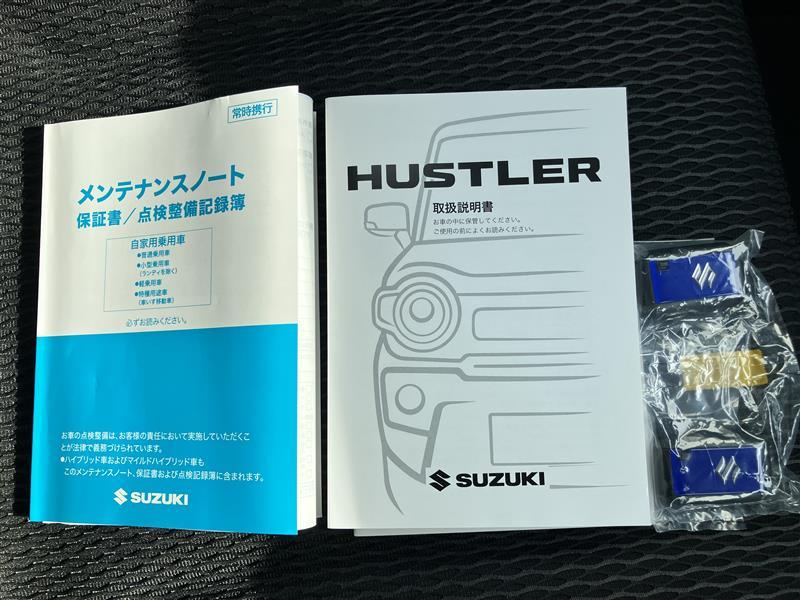 常時携行
メンテナンスノート
保証書/点検整備記録簿
自家用乗用車
●普通乗用車
●小型乗用車
(ランディを除く)
●軽乗用車
●特種用途車
(車いす移動車)
必ずお読みください。
お車の点検整備は、お客様の責任において実施していただくこ
とが法律で義務づけられています。
●ハイブリッド車およびマイルドハイブリッド車も
このメンテナンスノート、保証書および点検記録簿に含まれます。
SUZUKI
HUSTLER
取扱説明書
お車の中に保管してください。
ご使用の前によくお読みください。
SUZUKI